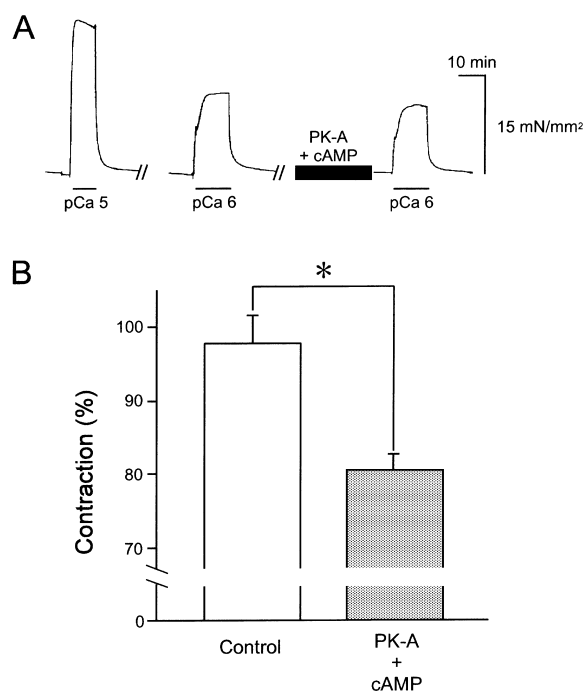 A
10 min
15 mN/mm²
PK-A
+ cAMP
pCa 5
pCa 6
pCa 6
B
*
Contraction (%)
100
90
80
70
0
Control
PK-A
+
cAMP